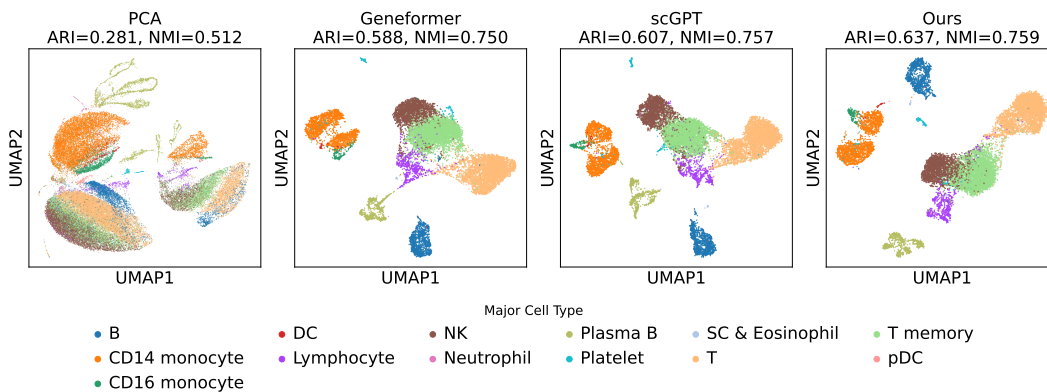 PCA
ARI=0.281, NMI=0.512
Geneformer
ARI=0.588, NMI=0.750
scGPT
ARI=0.607, NMI=0.757
Ours
ARI=0.637, NMI=0.759
UMAP2
UMAP1
UMAP2
UMAP1
UMAP2
UMAP1
UMAP2
UMAP1
Major Cell Type
B
DC
NK
Plasma B
SC & Eosinophil
T memory
CD14 monocyte
Lymphocyte
Neutrophil
Platelet
T
pDC
CD16 monocyte